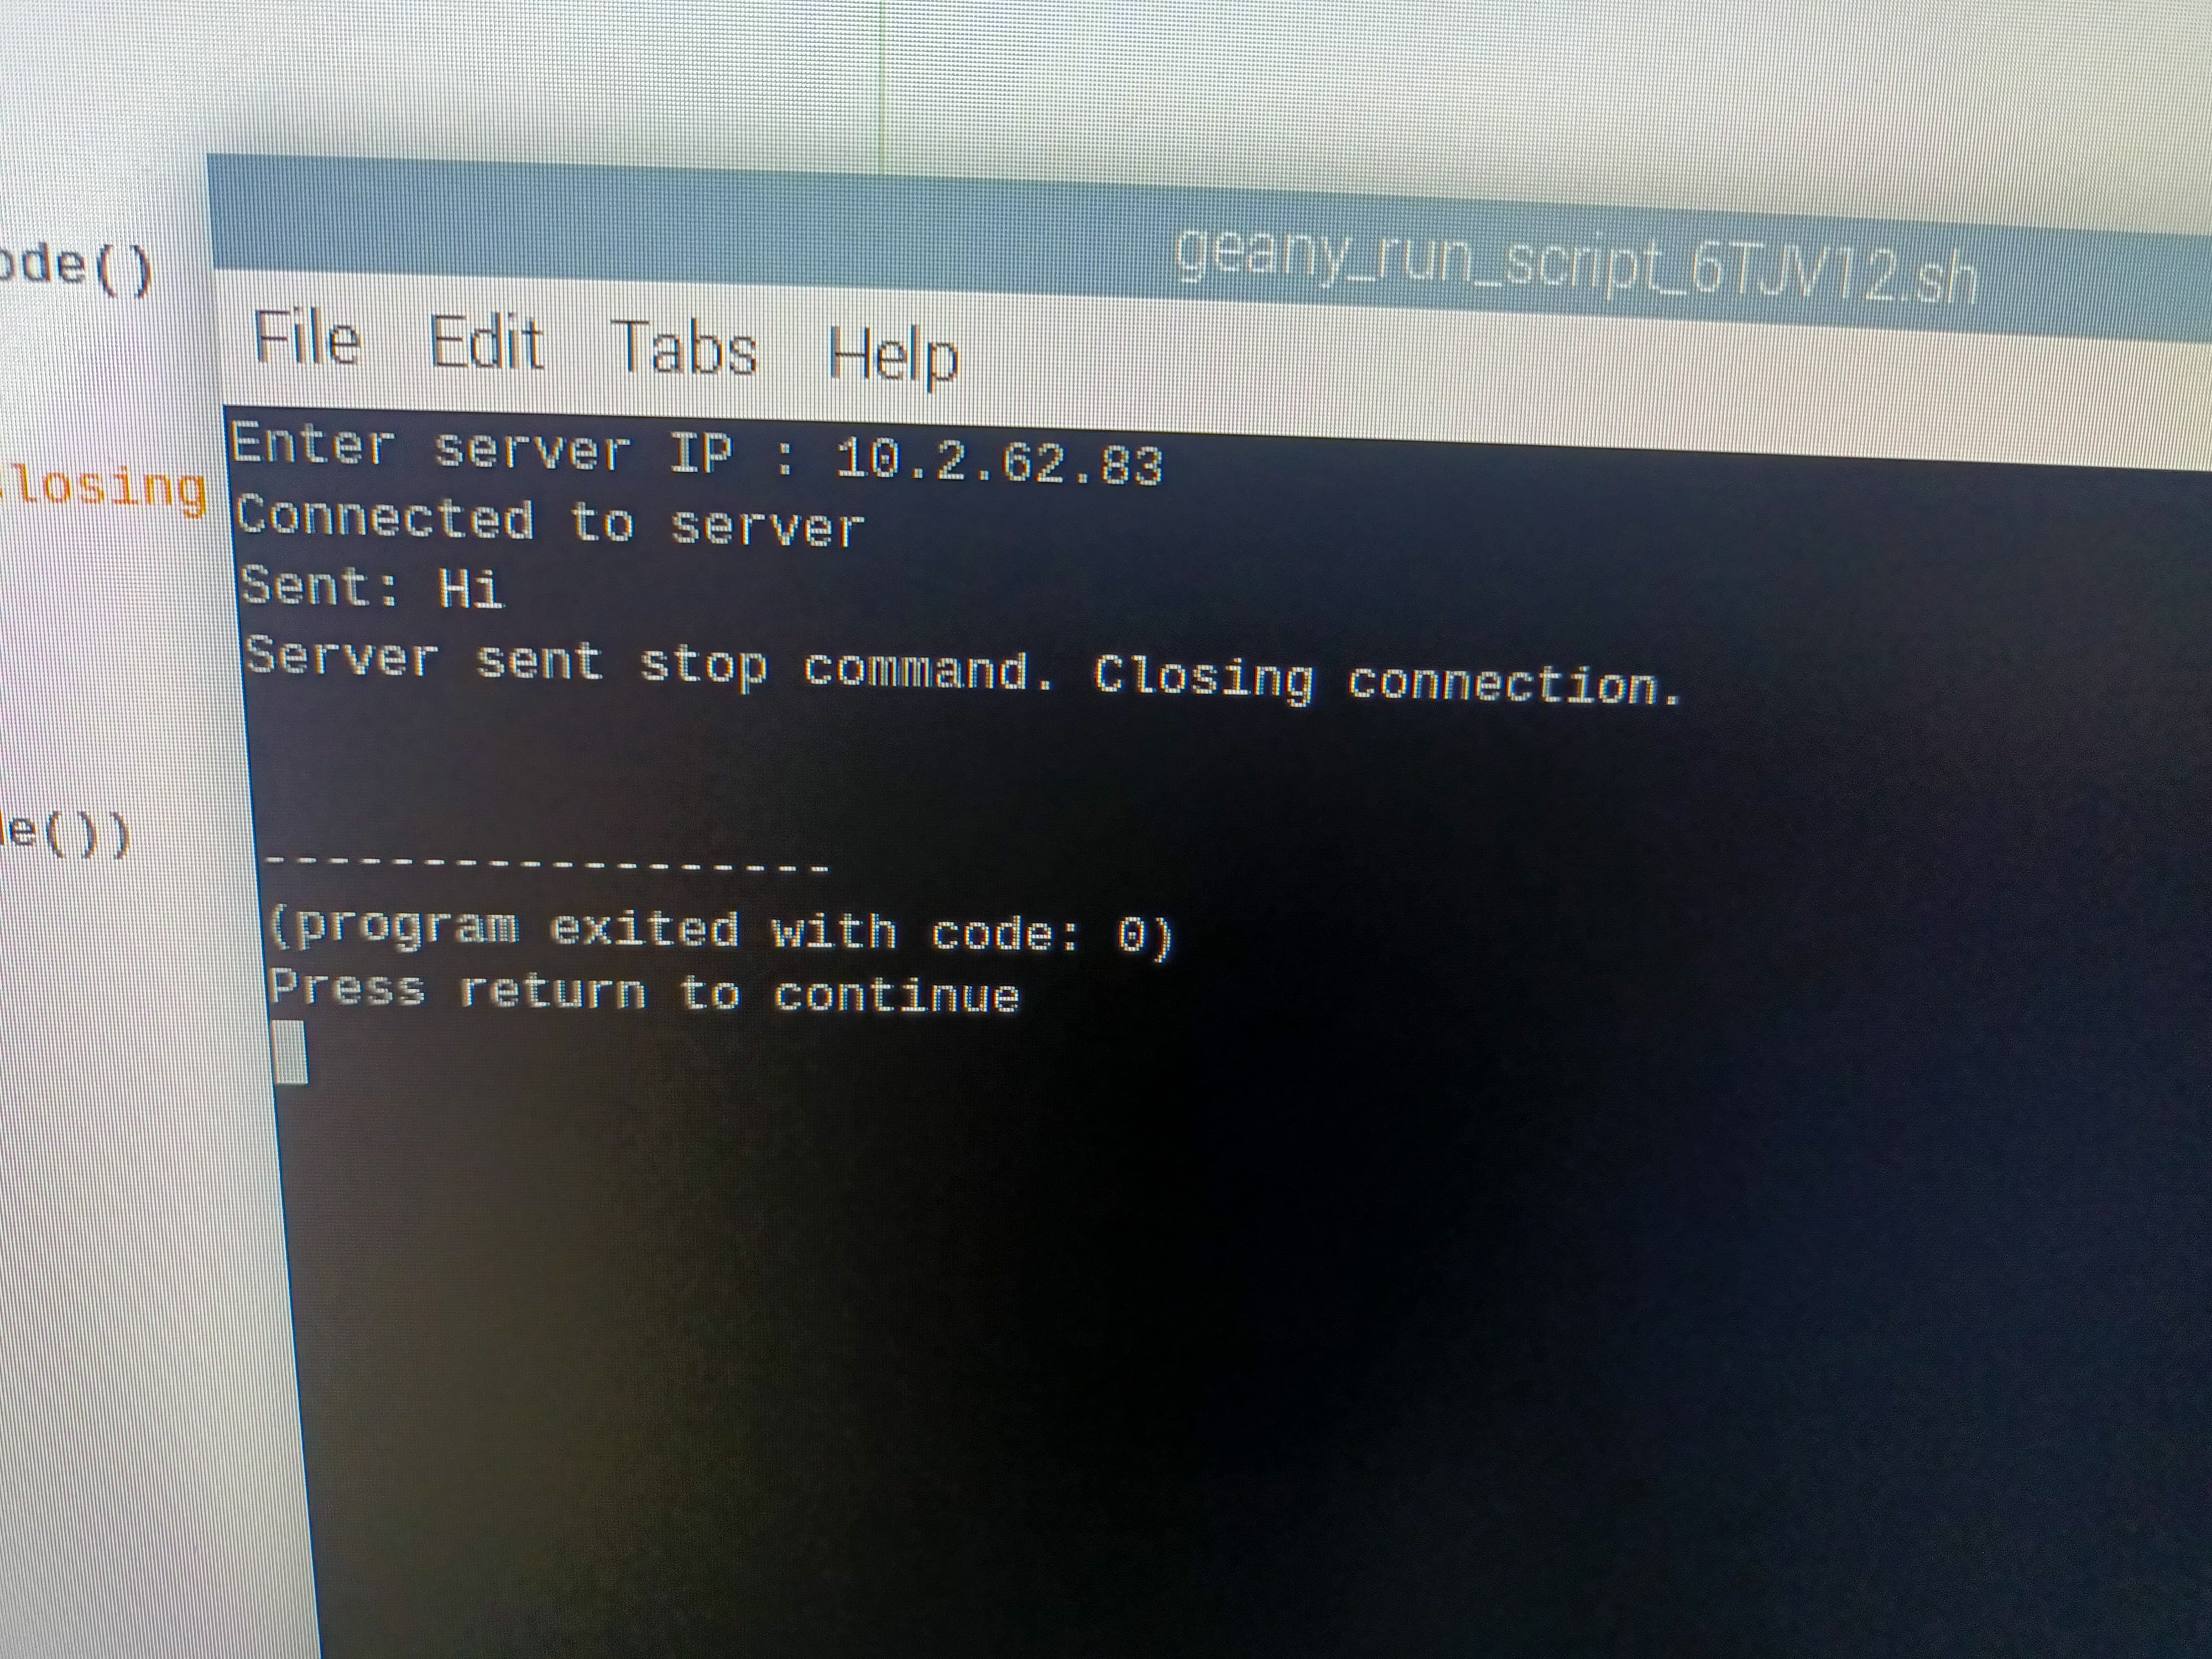 geany_run_script_6TJV12.sh
File Edit Tabs Help
Enter server IP : 10.2.62.83
Connected to server
Sent: Hi
Server sent stop command. Closing connection.
------------------
(program exited with code: 0)
Press return to continue
ode()
losing
e())